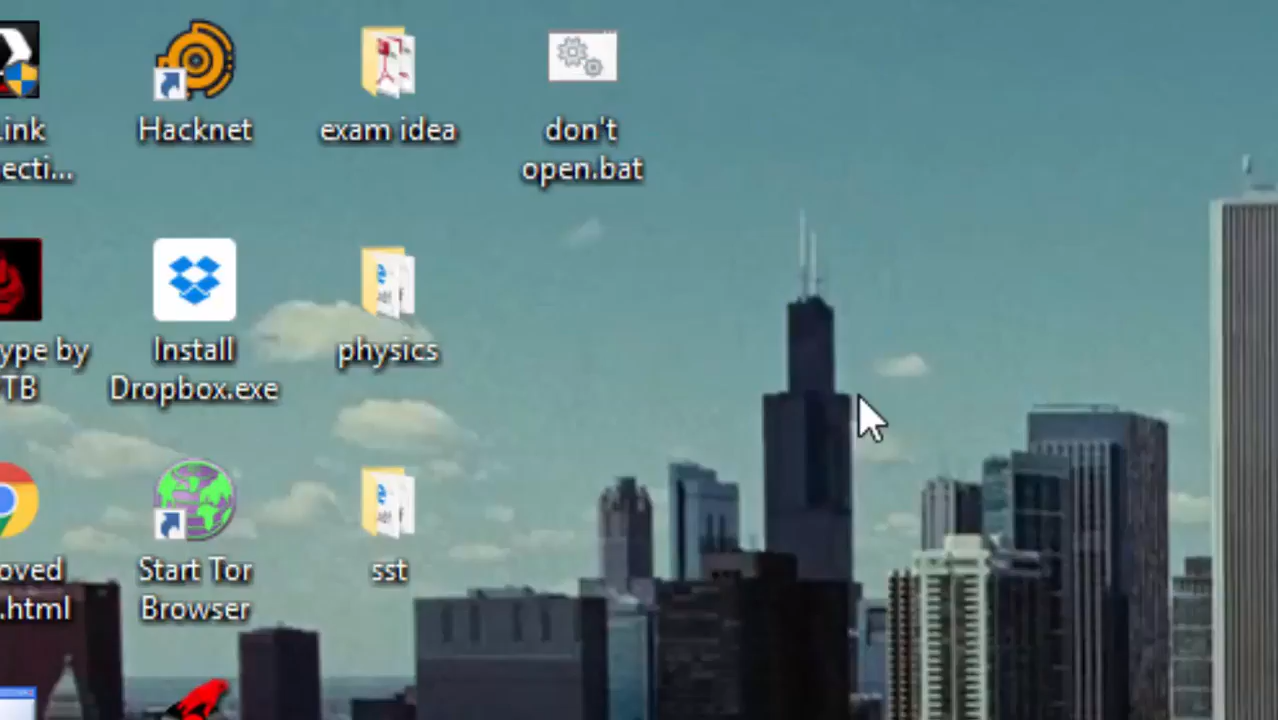 Link
ecti...
Hacknet
exam idea
don't
open.bat
ype by
TB
Install
Dropbox.exe
physics
oved
.html
Start Tor
Browser
sst